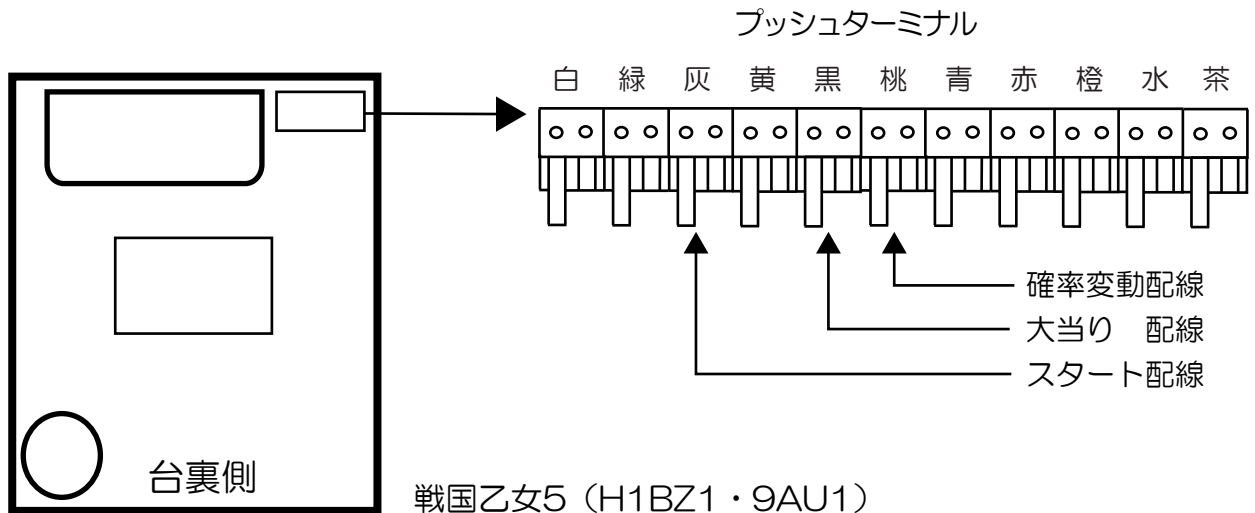 プッシュターミナル
白 緑 灰 黄 黒 桃 青 赤 橙 水 茶
確率変動配線
大当り　配線
スタート配線
台裏側
戦国乙女5（H1BZ1・9AU1）